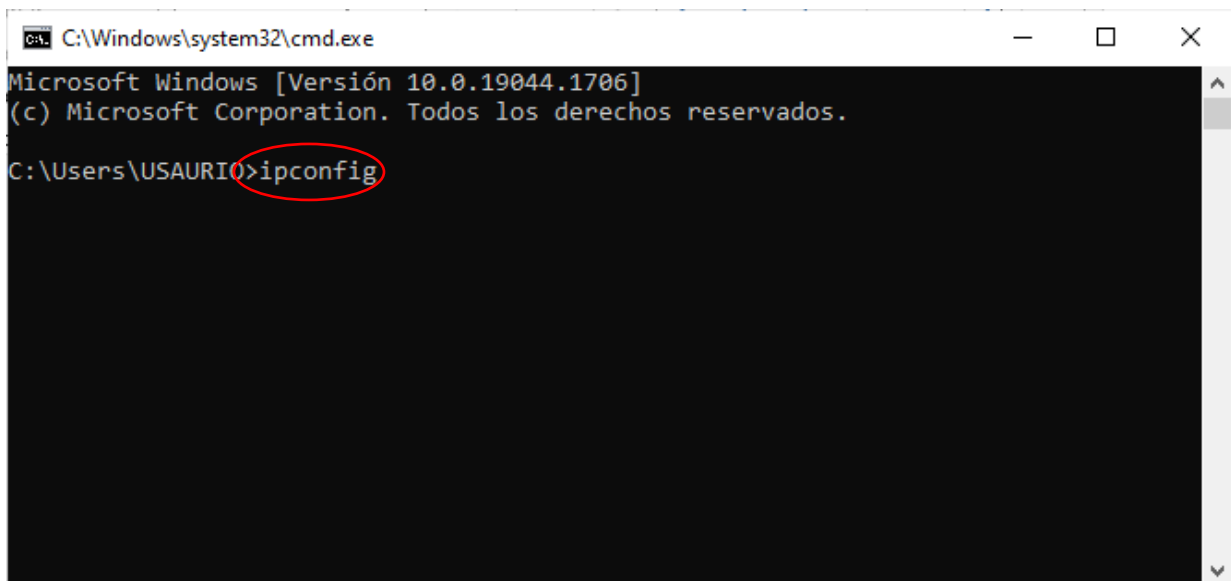 C:\Windows\system32\cmd.exe
Microsoft Windows [Versión 10.0.19044.1706]
(c) Microsoft Corporation. Todos los derechos reservados.
C:\Users\USAURIO>ipconfig